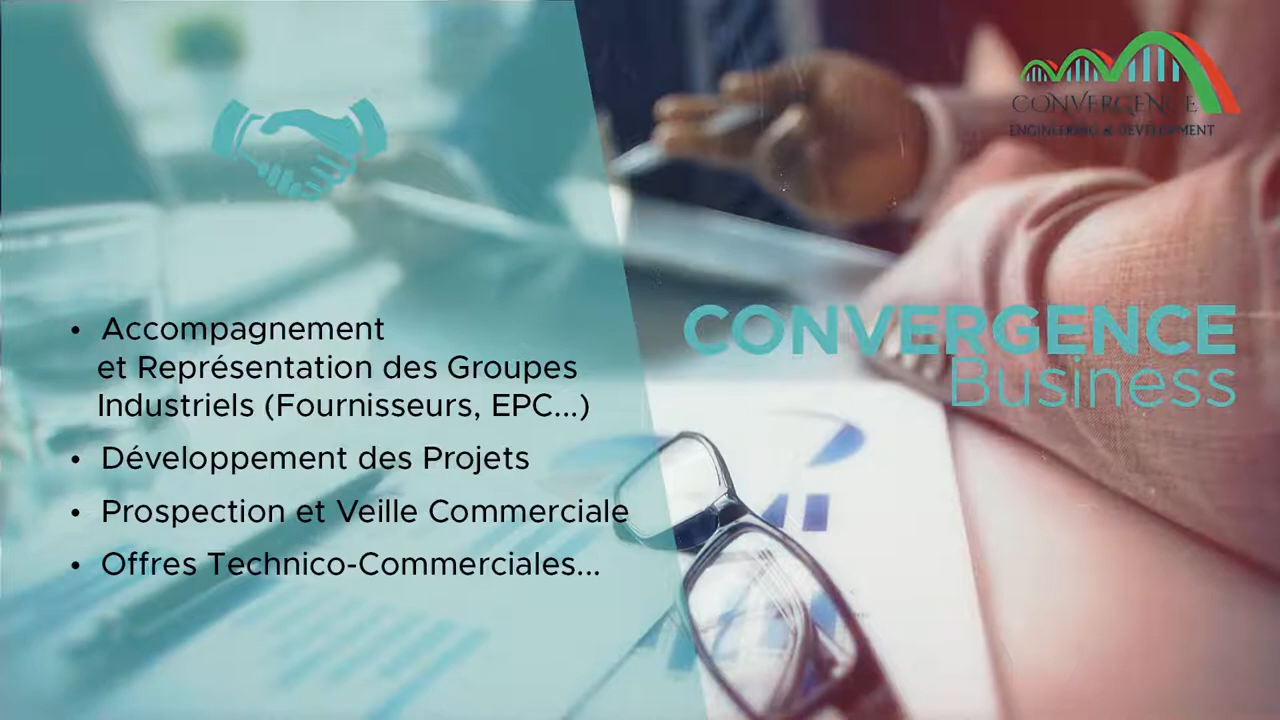 CONVERGENCE
ENGINEERING & DEVELOPMENT
• Accompagnement
et Représentation des Groupes
Industriels (Fournisseurs, EPC...)
• Développement des Projets
• Prospection et Veille Commerciale
• Offres Technico-Commerciales...
CONVERGENCE
Business